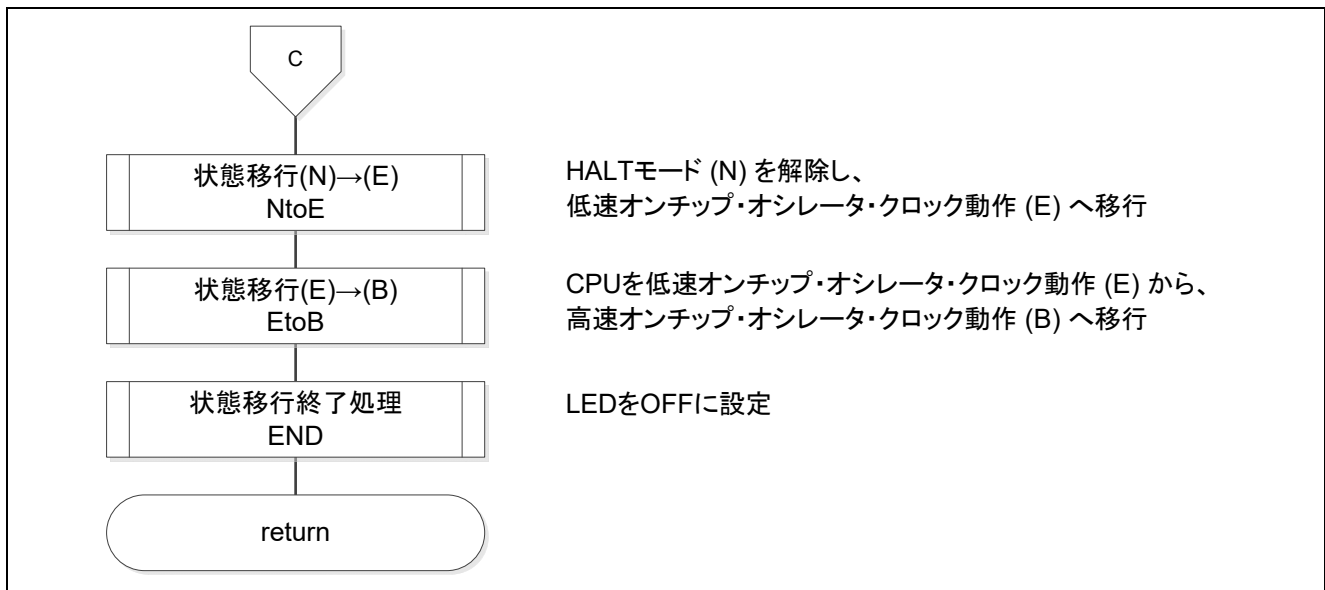 C
状態移行(N)→(E)
NtoE
HALTモード (N) を解除し、
低速オンチップ・オシレータ・クロック動作 (E) へ移行
状態移行(E)→(B)
EtoB
CPUを低速オンチップ・オシレータ・クロック動作 (E) から、
高速オンチップ・オシレータ・クロック動作 (B) へ移行
状態移行終了処理
END
LEDをOFFに設定
return